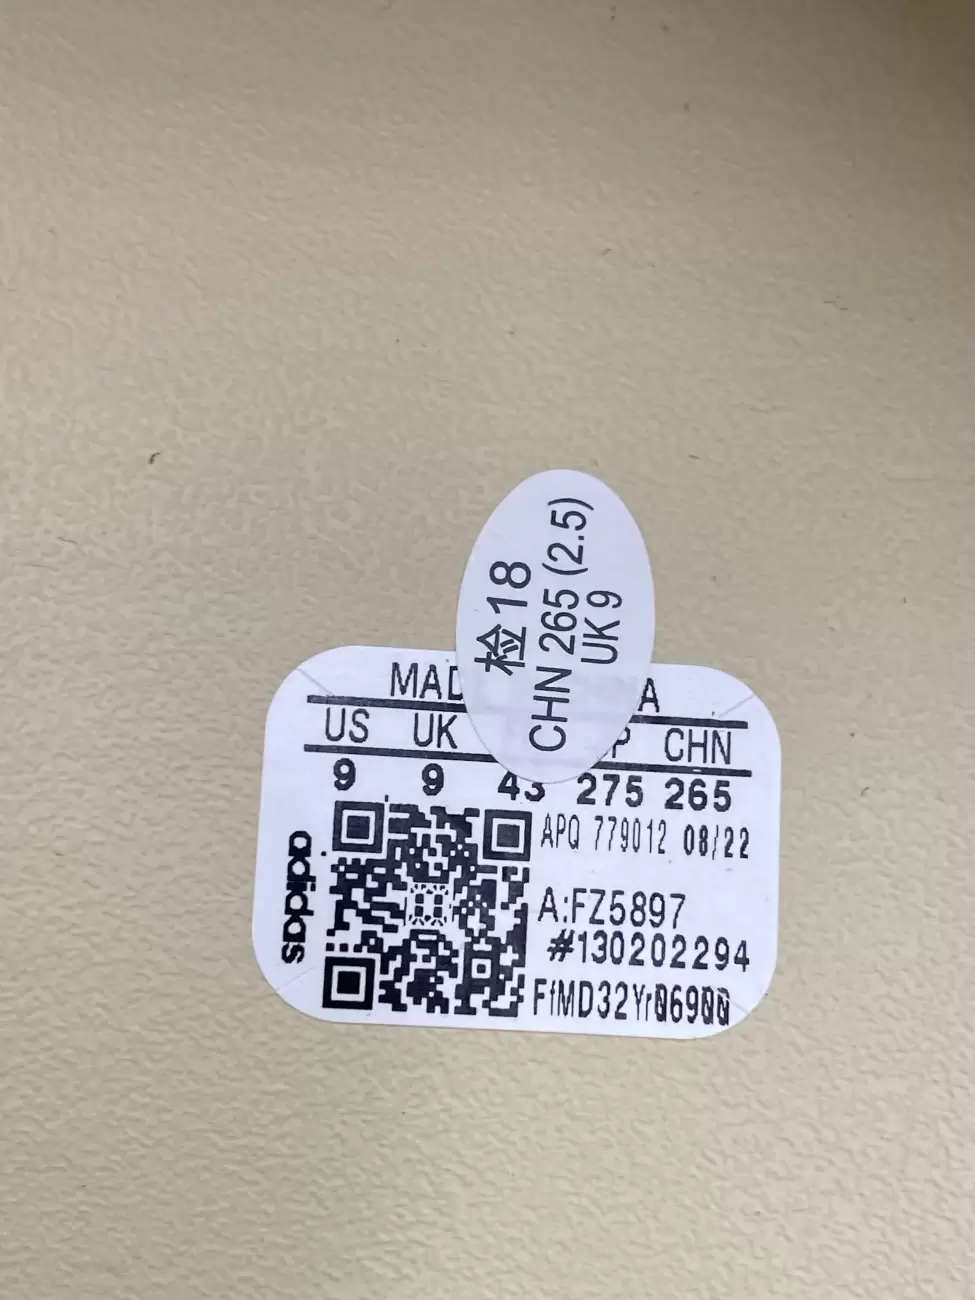 检18
CHN 265 (2.5)
UK 9
MAD
A
US UK P CHN
9 9 43 275 265
APQ 779012 08/22
A:FZ5897
#130202294
FfMD32Yr06900
adidas